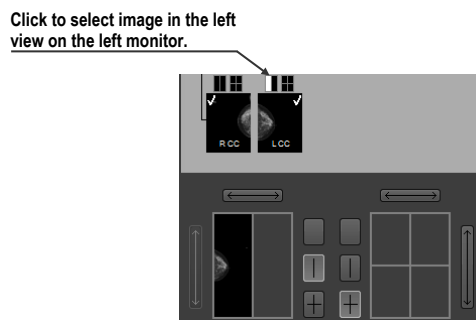 Click to select image in the left
view on the left monitor.
R CC
L CC